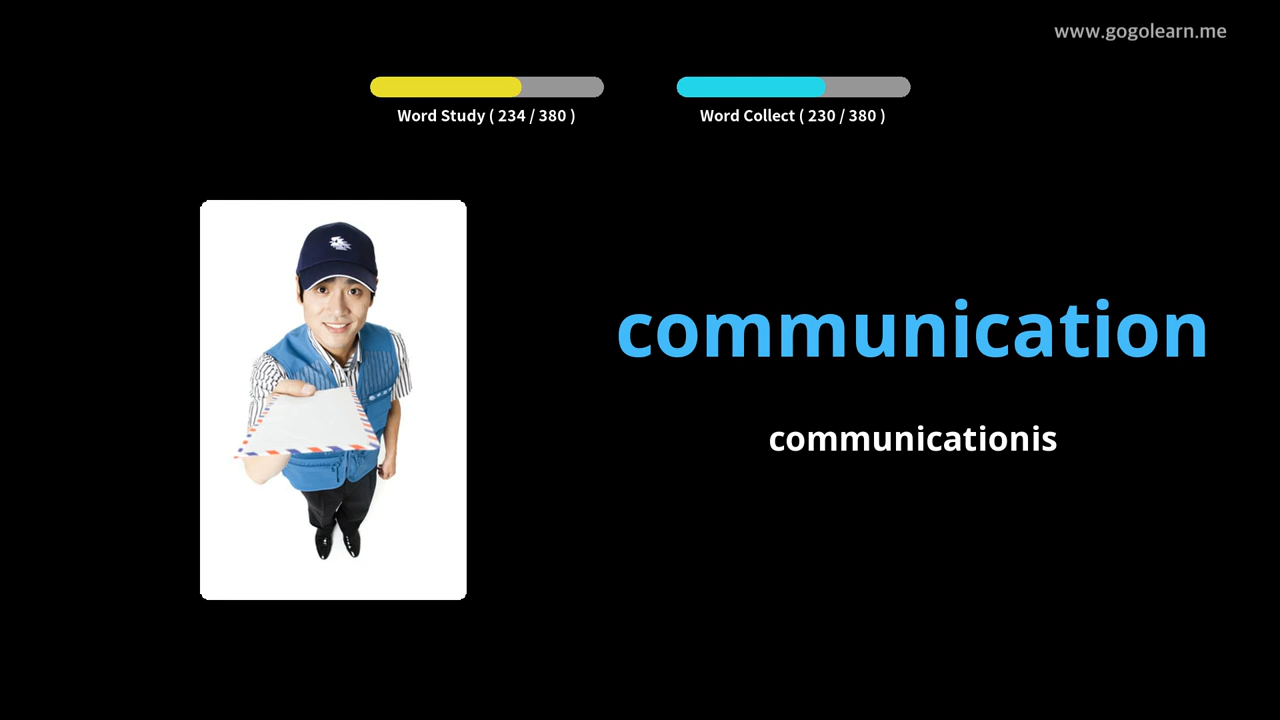 www.gogolearn.me
Word Study ( 234 / 380 )
Word Collect ( 230 / 380 )
communication
communicationis